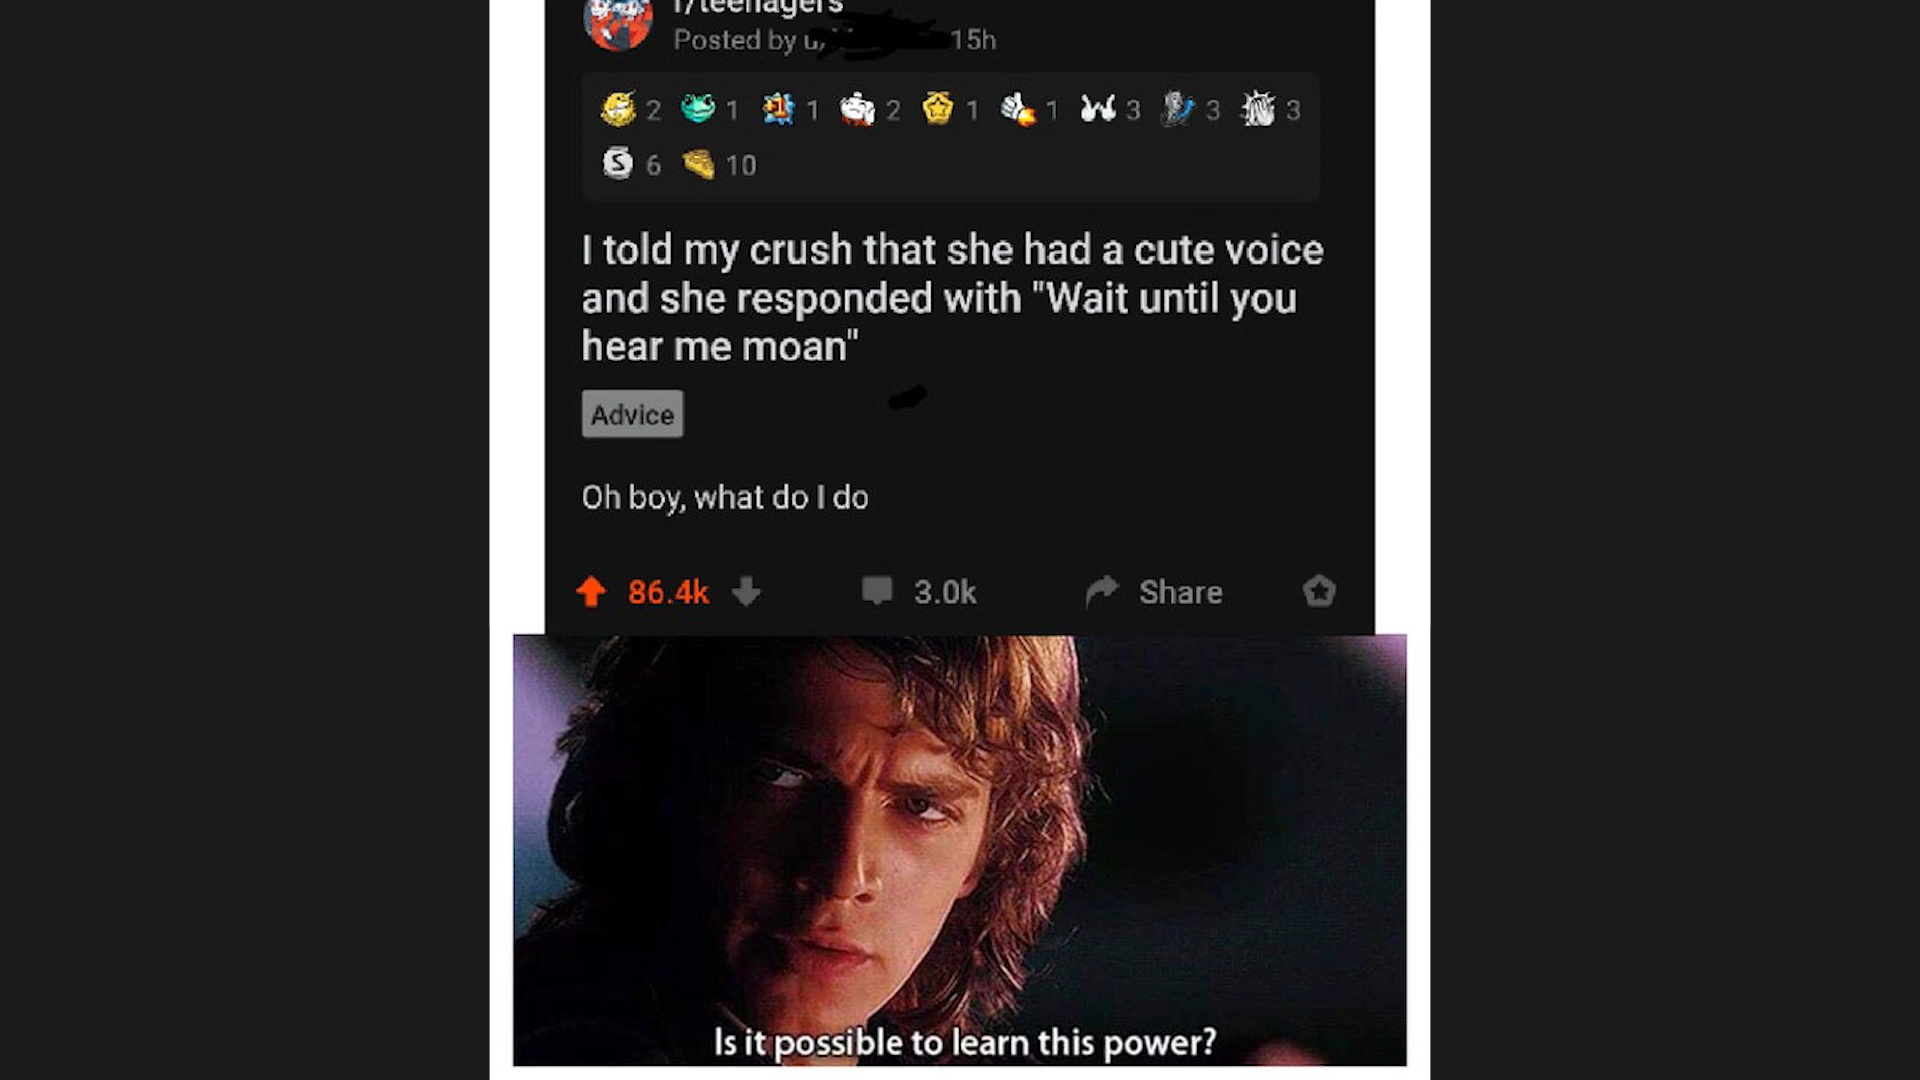 r/teenagers
Posted by u/ 15h
2 1 1 2 1 1 3 3 3
S 6 10
I told my crush that she had a cute voice
and she responded with "Wait until you
hear me moan"
Advice
Oh boy, what do I do
86.4k 3.0k Share
Is it possible to learn this power?